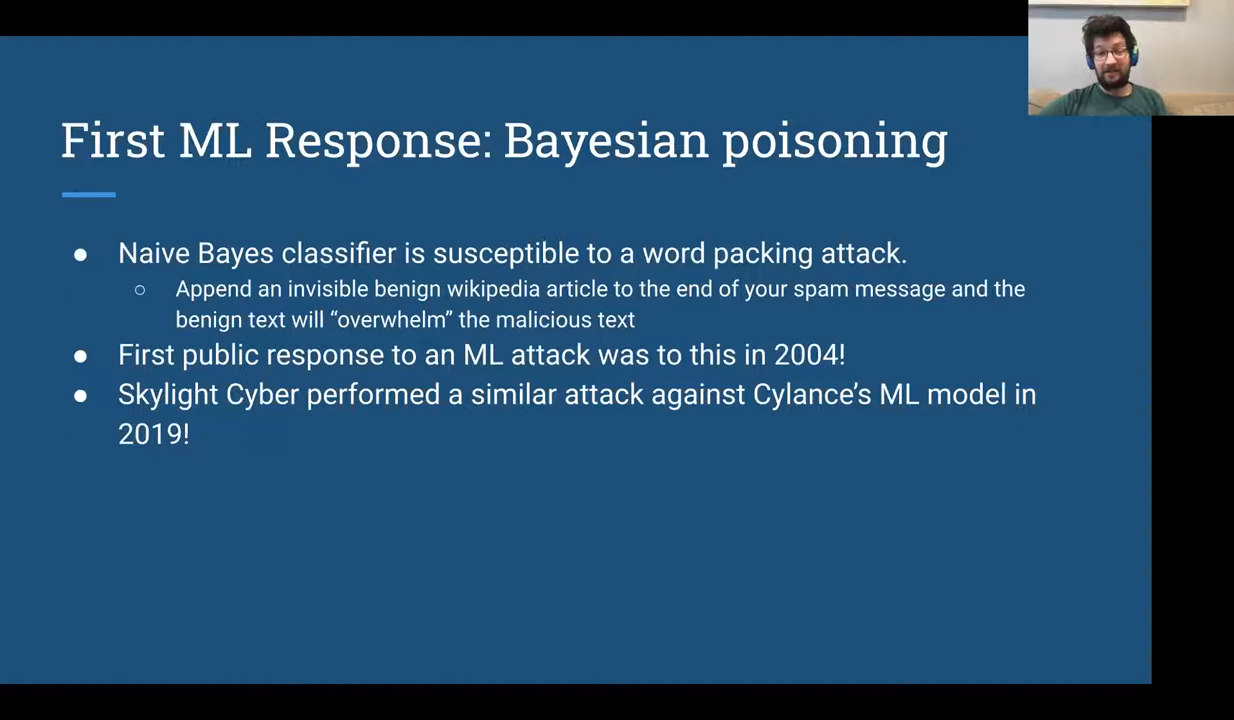 First ML Response: Bayesian poisoning
● Naive Bayes classifier is susceptible to a word packing attack.
○ Append an invisible benign wikipedia article to the end of your spam message and the
benign text will “overwhelm” the malicious text
● First public response to an ML attack was to this in 2004!
● Skylight Cyber performed a similar attack against Cylance’s ML model in
2019!